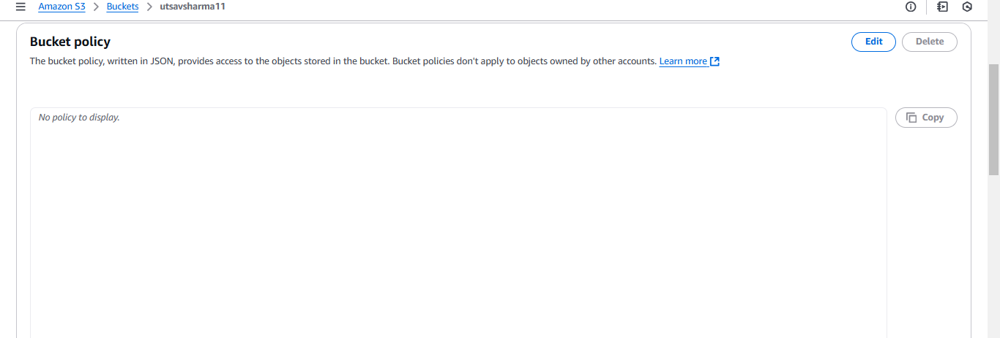 Amazon S3 > Buckets > utsavsharma11
Bucket policy
Edit
Delete
The bucket policy, written in JSON, provides access to the objects stored in the bucket. Bucket policies don't apply to objects owned by other accounts. Learn more
No policy to display.
Copy